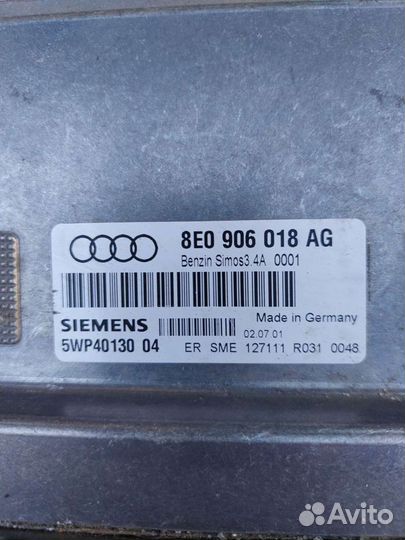 8E0 906 018 AG
Benzin Simos3.4A 0001
SIEMENS
Made in Germany
02.07.01
5WP40130 04
ER SME 127111 R031 0048
Avito